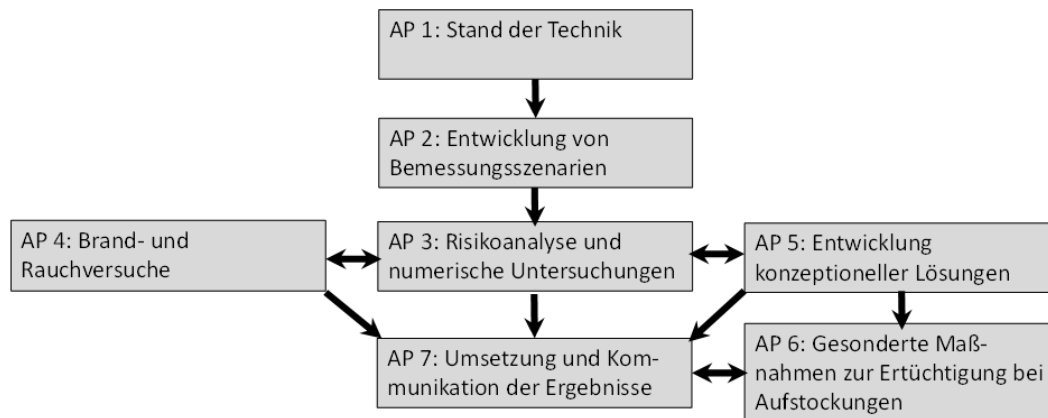 AP 1: Stand der Technik
AP 2: Entwicklung von
Bemessungsszenarien
AP 4: Brand- und
Rauchversuche
AP 3: Risikoanalyse und
numerische Untersuchungen
AP 5: Entwicklung
konzeptioneller Lösungen
AP 7: Umsetzung und Kom-
munikation der Ergebnisse
AP 6: Gesonderte Maß-
nahmen zur Ertüchtigung bei
Aufstockungen